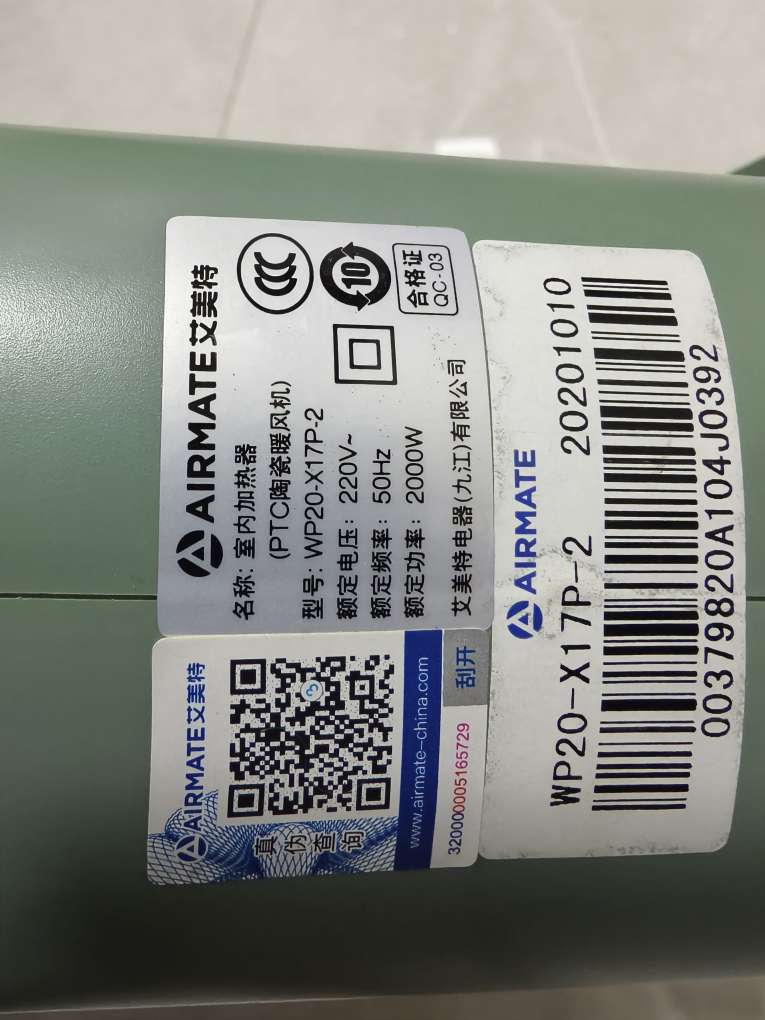 AIRMATE艾美特
名称: 室内加热器
(PTC陶瓷暖风机)
型号: WP20-X17P-2
额定电压: 220V~
额定频率: 50Hz
额定功率: 2000W
艾美特电器(九江)有限公司
CCC
10
合格证
QC-03
AIRMATE艾美特
真伪查询
3
www.airmate-china.com
3200000005165729
刮开
AIRMATE
WP20-X17P-2 20201010
00379820A104J0392